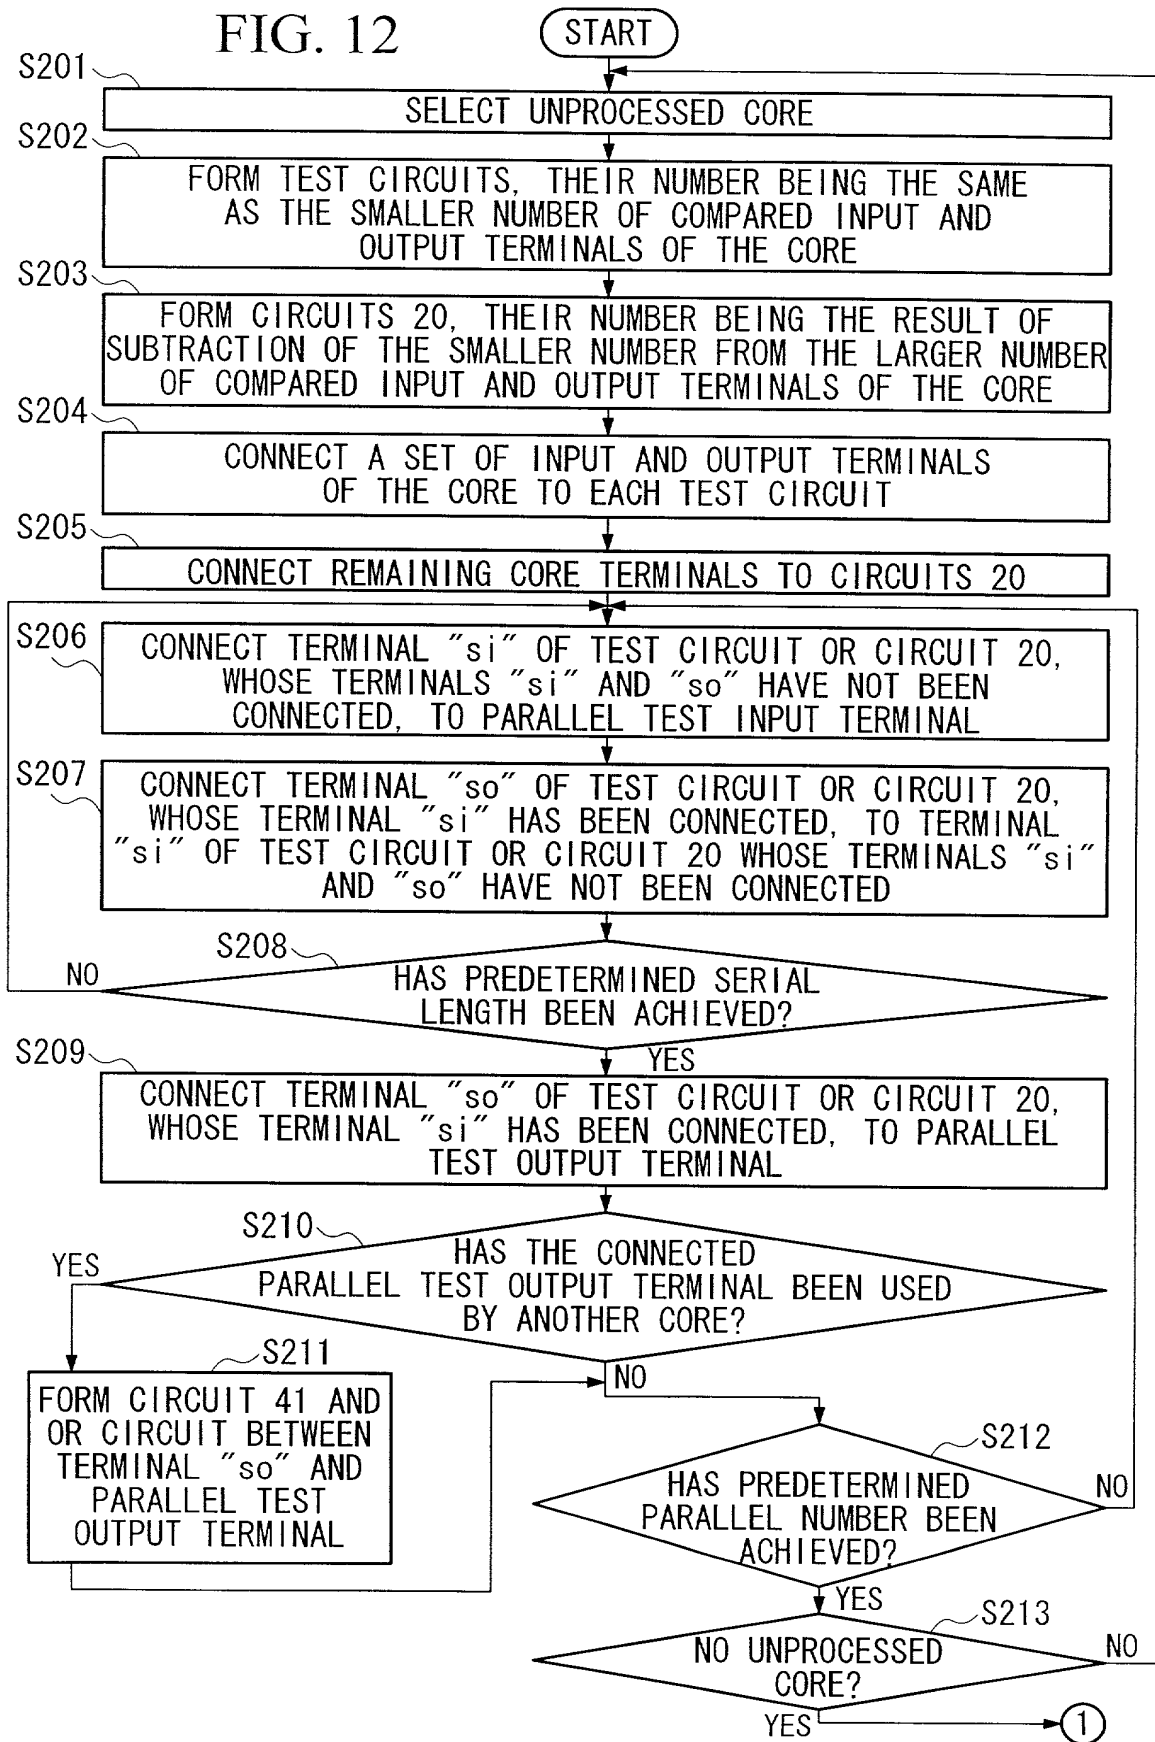 FIG. 12
START
S201
SELECT UNPROCESSED CORE
S202
FORM TEST CIRCUITS, THEIR NUMBER BEING THE SAME
AS THE SMALLER NUMBER OF COMPARED INPUT AND
OUTPUT TERMINALS OF THE CORE
S203
FORM CIRCUITS 20, THEIR NUMBER BEING THE RESULT OF
SUBTRACTION OF THE SMALLER NUMBER FROM THE LARGER NUMBER
OF COMPARED INPUT AND OUTPUT TERMINALS OF THE CORE
S204
CONNECT A SET OF INPUT AND OUTPUT TERMINALS
OF THE CORE TO EACH TEST CIRCUIT
S205
CONNECT REMAINING CORE TERMINALS TO CIRCUITS 20
S206
CONNECT TERMINAL "si" OF TEST CIRCUIT OR CIRCUIT 20,
WHOSE TERMINALS "si" AND "so" HAVE NOT BEEN
CONNECTED, TO PARALLEL TEST INPUT TERMINAL
S207
CONNECT TERMINAL "so" OF TEST CIRCUIT OR CIRCUIT 20,
WHOSE TERMINAL "si" HAS BEEN CONNECTED, TO TERMINAL
"si" OF TEST CIRCUIT OR CIRCUIT 20 WHOSE TERMINALS "si"
AND "so" HAVE NOT BEEN CONNECTED
S208
NO
HAS PREDETERMINED SERIAL
LENGTH BEEN ACHIEVED?
YES
S209
CONNECT TERMINAL "so" OF TEST CIRCUIT OR CIRCUIT 20,
WHOSE TERMINAL "si" HAS BEEN CONNECTED, TO PARALLEL
TEST OUTPUT TERMINAL
S210
YES
HAS THE CONNECTED
PARALLEL TEST OUTPUT TERMINAL BEEN USED
BY ANOTHER CORE?
NO
S211
FORM CIRCUIT 41 AND
OR CIRCUIT BETWEEN
TERMINAL "so" AND
PARALLEL TEST
OUTPUT TERMINAL
S212
HAS PREDETERMINED
PARALLEL NUMBER BEEN
ACHIEVED?
NO
YES
S213
NO UNPROCESSED
CORE?
NO
YES
1